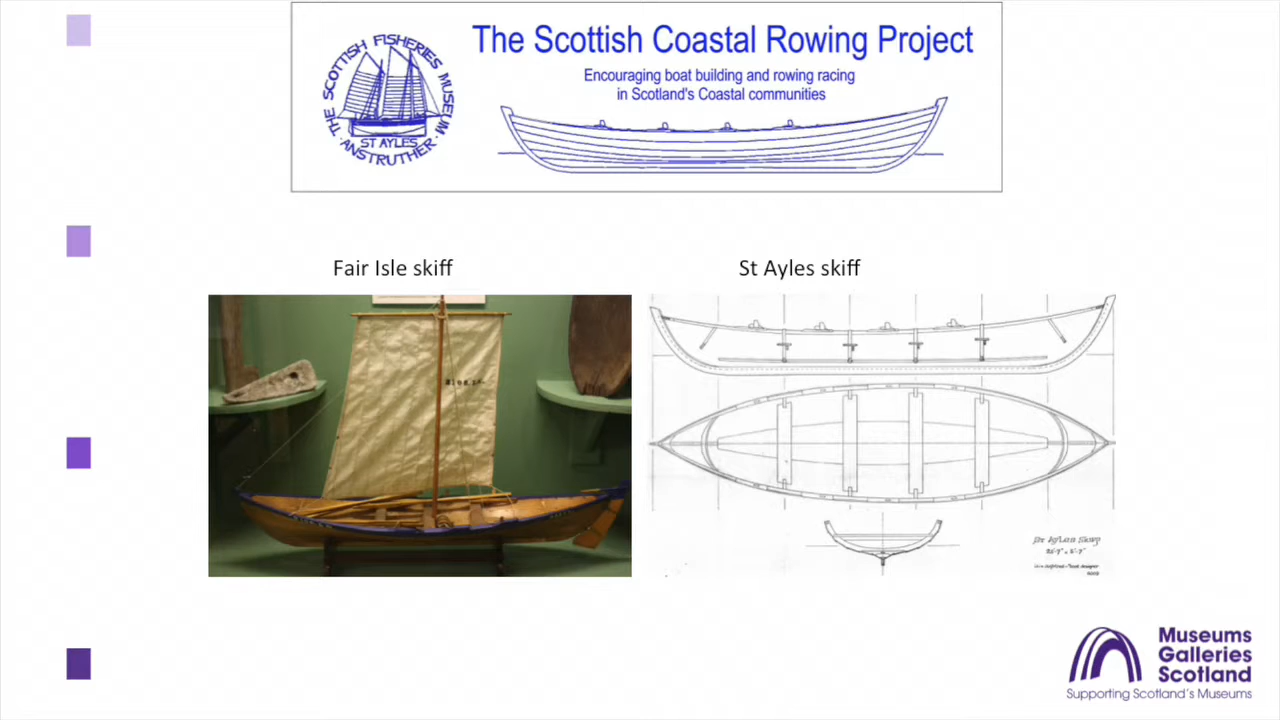 THE SCOTTISH FISHERIES MUSEUM
ST AYLES
· ANSTRUTHER ·
The Scottish Coastal Rowing Project
Encouraging boat building and rowing racing
in Scotland's Coastal communities
Fair Isle skiff
St Ayles skiff
Museums
Galleries
Scotland
Supporting Scotland's Museums